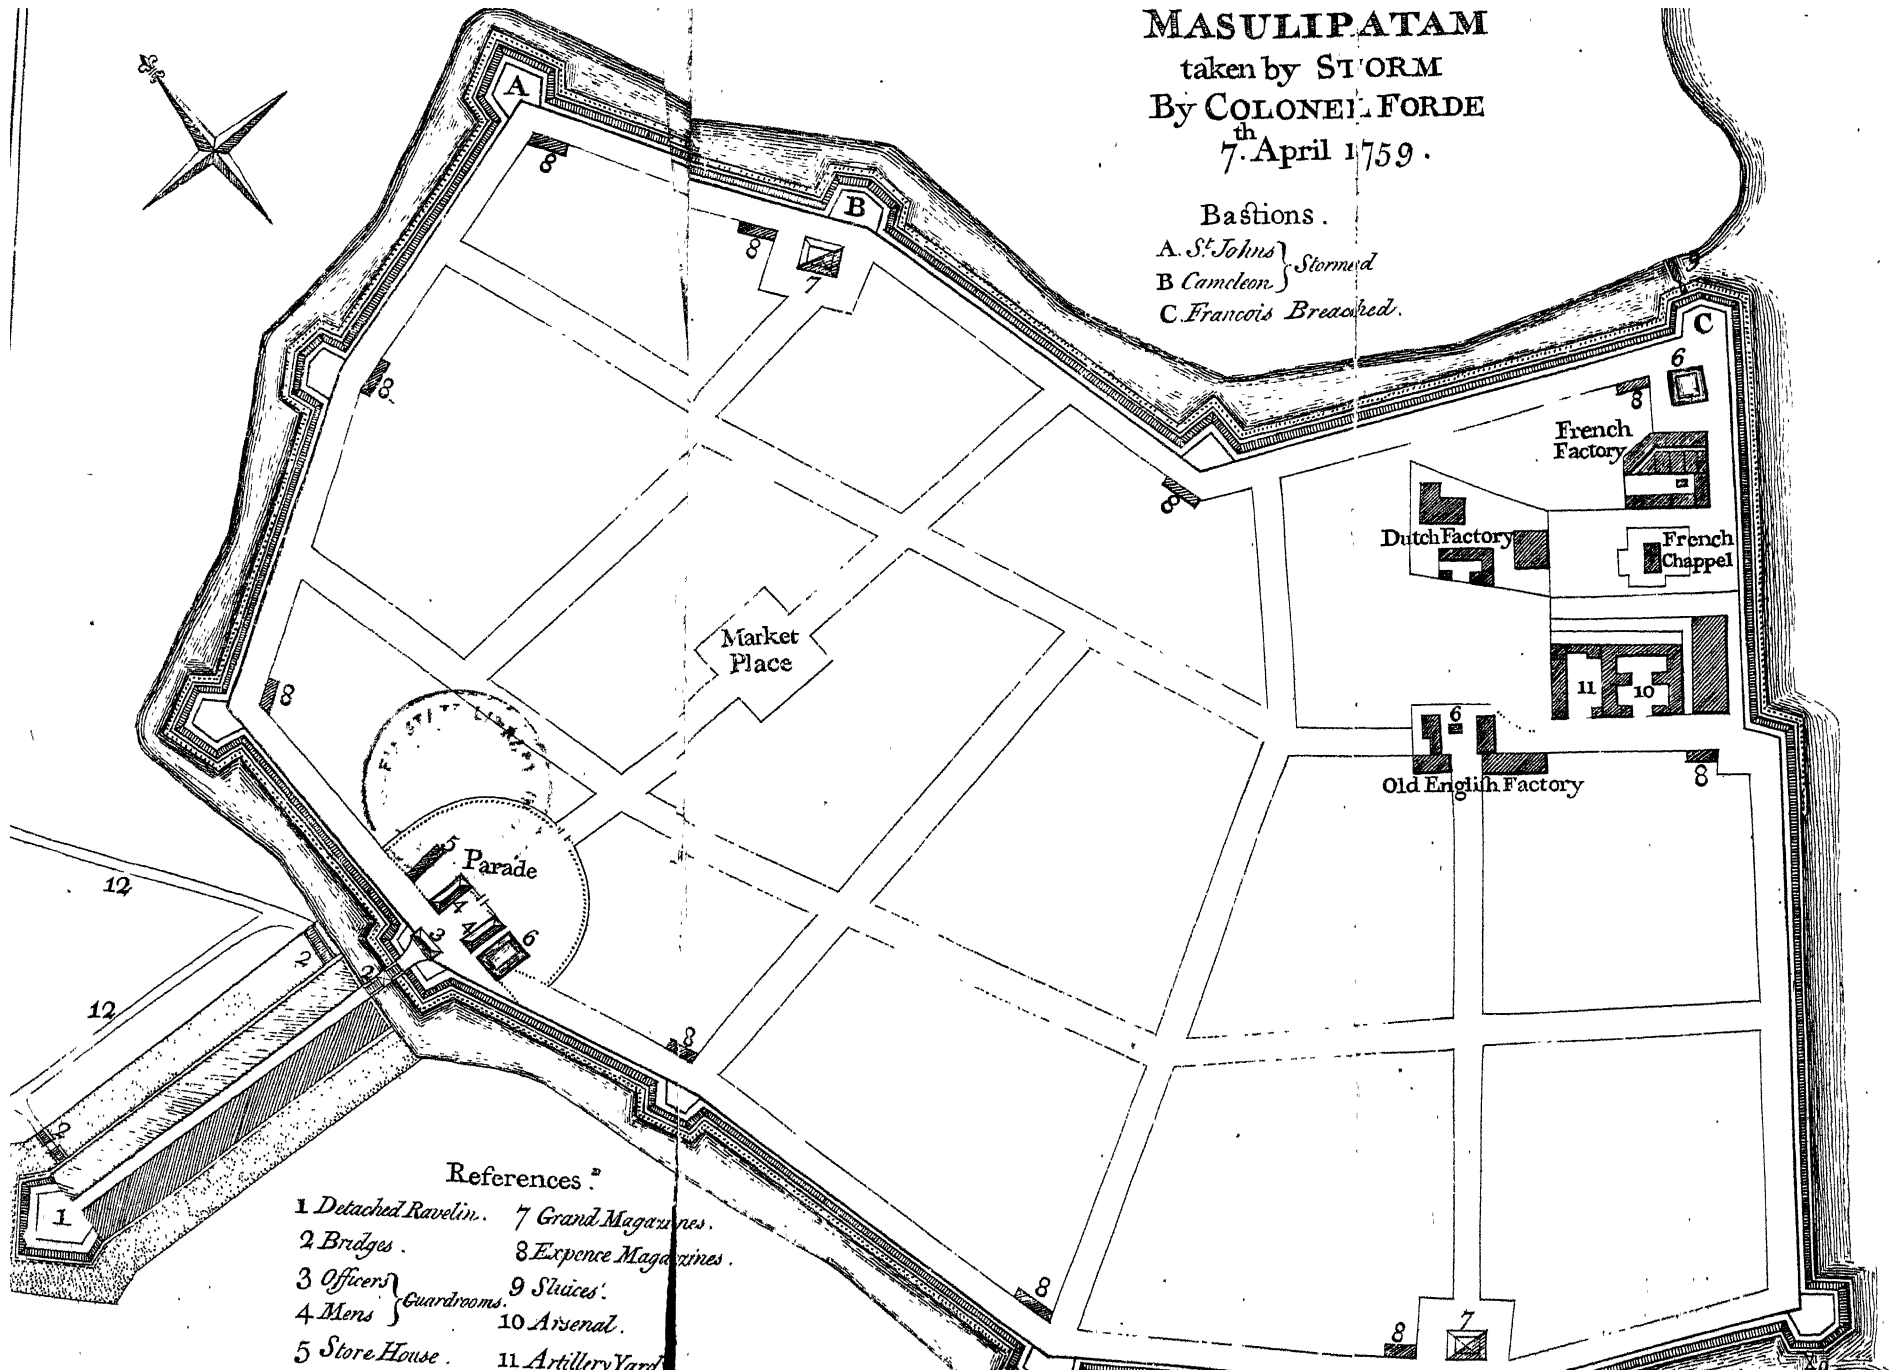 MASULIPATAM
taken by STORM
By COLONEL FORDE
7.th April 1759.
Bastions.
A. St. Johns } Stormed
B Cameleon }
C. Francois Breached.
A
8
B
8
7
8
C
6
8
French
Factory
8
Dutch Factory
French
Chappel
Market
Place
8
11
10
6
Old English Factory
8
5
Parade
4
4
3
6
12
2
2
12
8
2
1
8
8
7
References.
1 Detached Ravelin. 7 Grand Magazines.
2 Bridges. 8 Expence Magazines.
3 Officers } Guardrooms. 9 Sluices.
4 Mens } 10 Arsenal.
5 Store House. 11 Artillery Yard